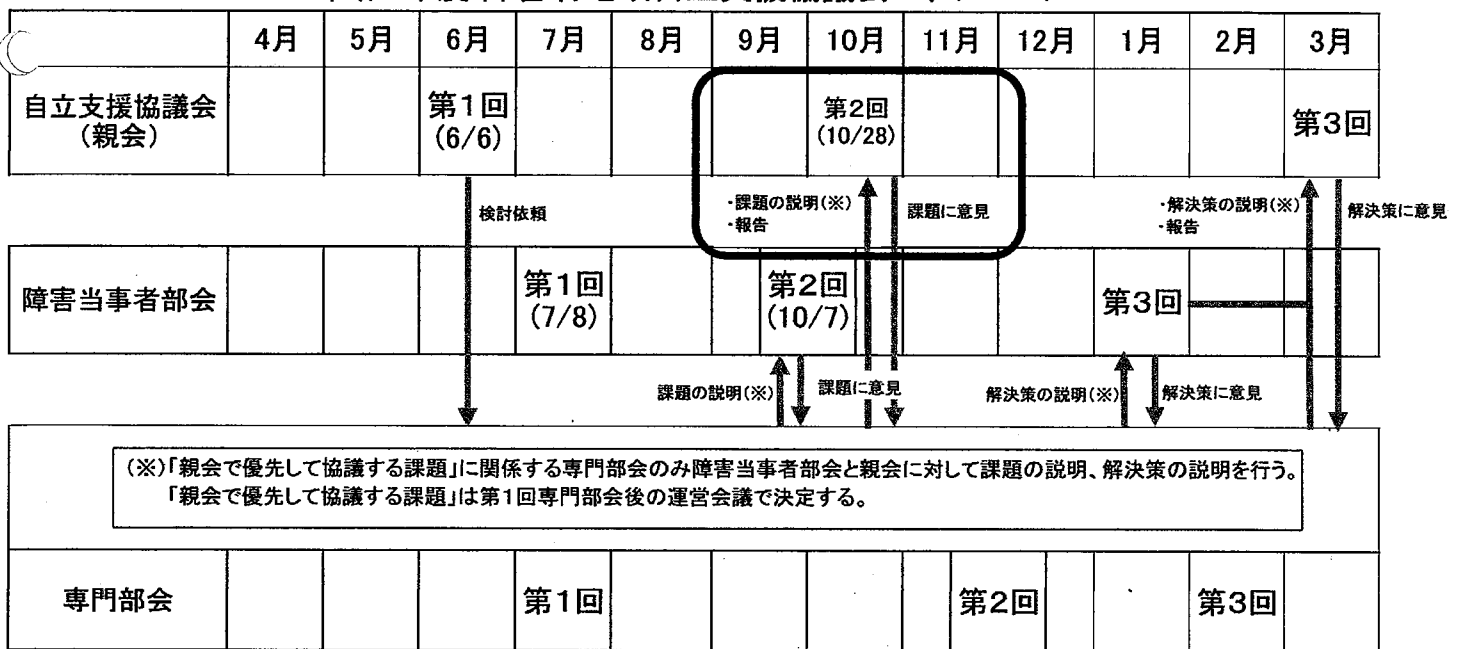 4月 5月 6月 7月 8月 9月 10月 11月 12月 1月 2月 3月
自立支援協議会
(親会)
第1回
(6/6)
第2回
(10/28)
第3回
検討依頼
・課題の説明(※)
・報告
課題に意見
・解決策の説明(※)
・報告
解決策に意見
障害当事者部会
第1回
(7/8)
第2回
(10/7)
第3回
課題の説明(※)
課題に意見
解決策の説明(※)
解決策に意見
(※)「親会で優先して協議する課題」に関係する専門部会のみ障害当事者部会と親会に対して課題の説明、解決策の説明を行う。
「親会で優先して協議する課題」は第1回専門部会後の運営会議で決定する。
専門部会 第1回 第2回 第3回